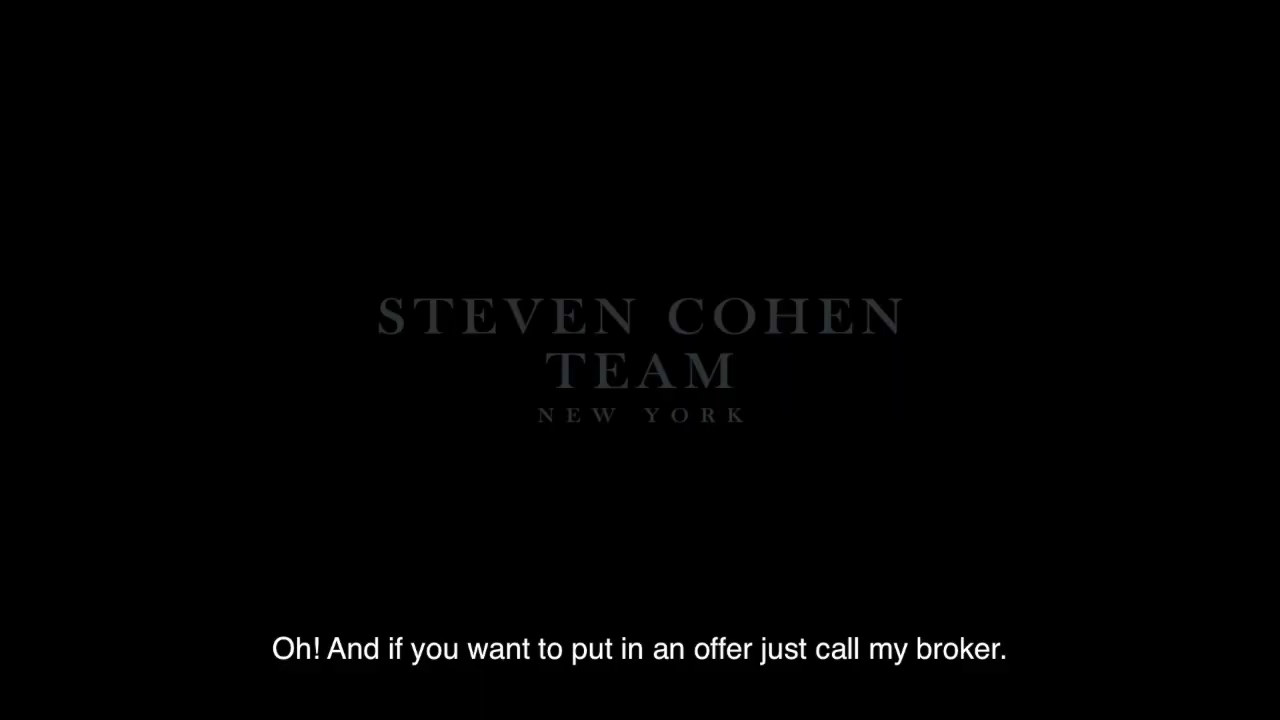 STEVEN COHEN
TEAM
NEW YORK
Oh! And if you want to put in an offer just call my broker.